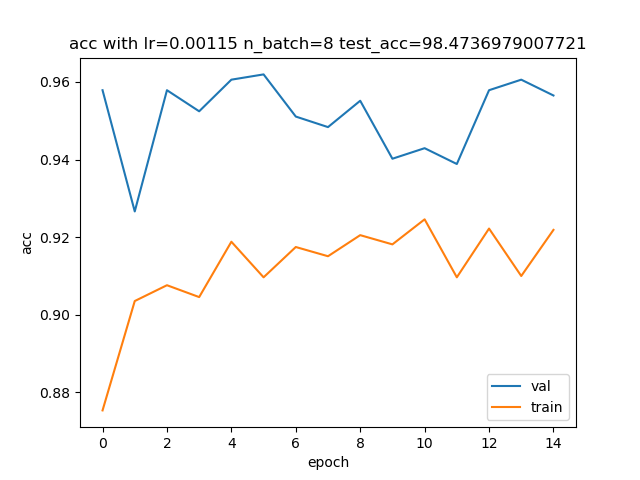 acc with lr=0.00115 n_batch=8 test_acc=98.4736979007721
0.96
0.94
0.92
0.90
0.88
acc
0 2 4 6 8 10 12 14
epoch
val
train